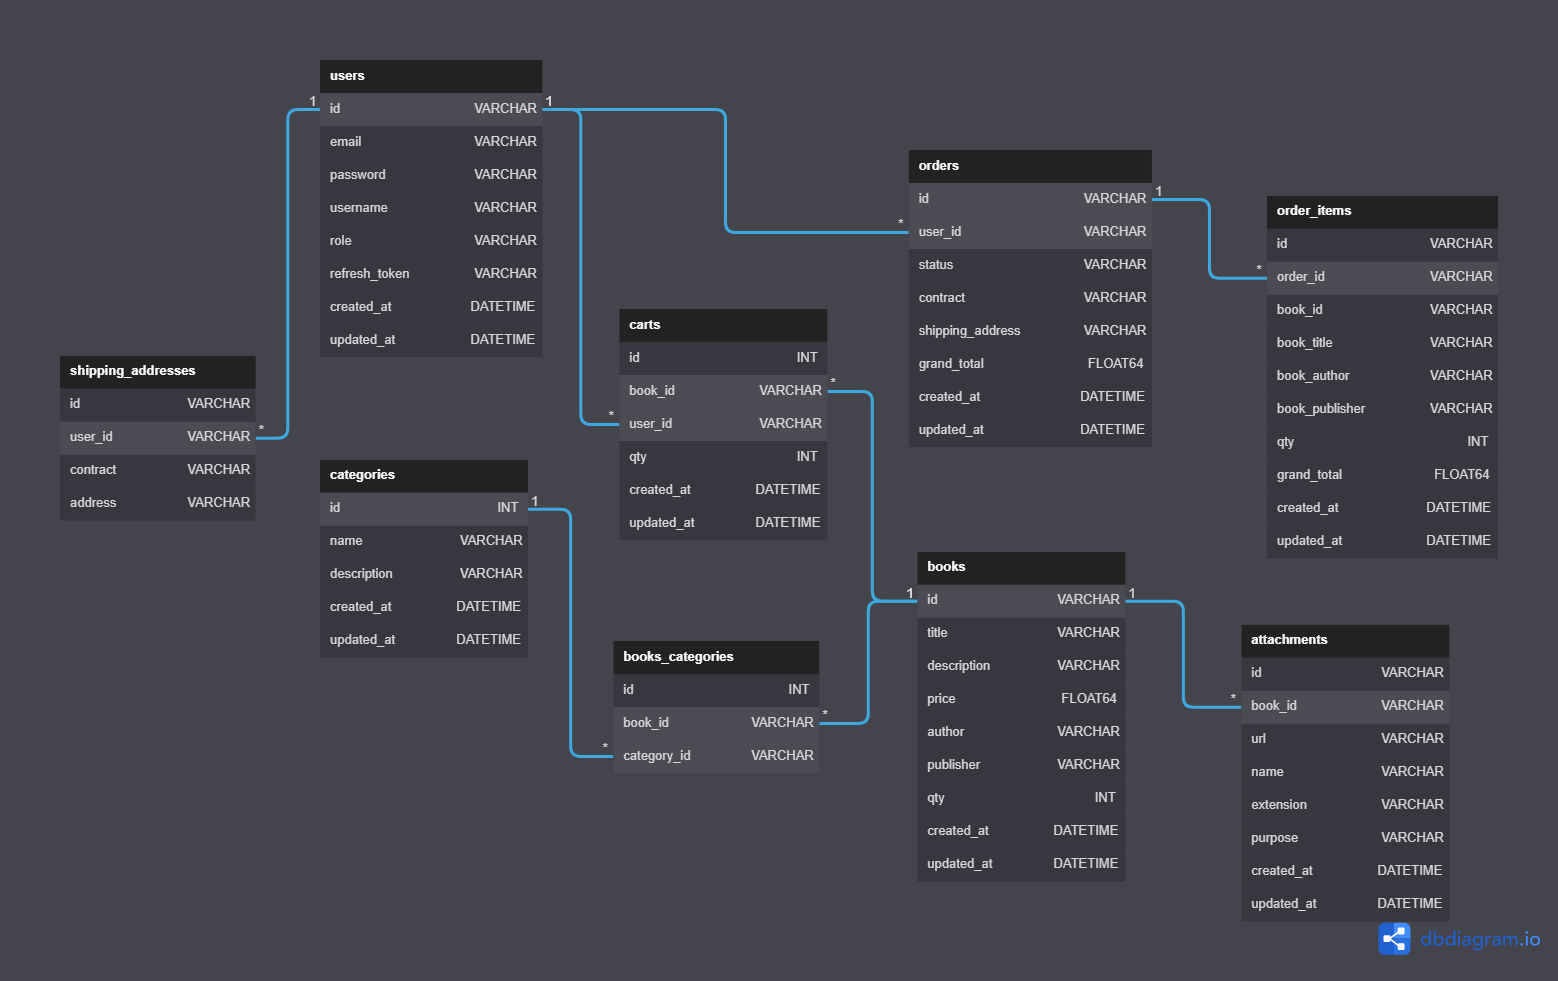 users
1
id VARCHAR
1
email VARCHAR
password VARCHAR
username VARCHAR
role VARCHAR
refresh_token VARCHAR
created_at DATETIME
updated_at DATETIME
shipping_addresses
id VARCHAR
user_id VARCHAR
*
contract VARCHAR
address VARCHAR
categories
id INT
1
name VARCHAR
description VARCHAR
created_at DATETIME
updated_at DATETIME
carts
id INT
book_id VARCHAR
*
*
user_id VARCHAR
qty INT
created_at DATETIME
updated_at DATETIME
books_categories
id INT
book_id VARCHAR
*
*
category_id VARCHAR
orders
id VARCHAR
1
*
user_id VARCHAR
status VARCHAR
contract VARCHAR
shipping_address VARCHAR
grand_total FLOAT64
created_at DATETIME
updated_at DATETIME
books
1
id VARCHAR
1
title VARCHAR
description VARCHAR
price FLOAT64
author VARCHAR
publisher VARCHAR
qty INT
created_at DATETIME
updated_at DATETIME
order_items
id VARCHAR
*
order_id VARCHAR
book_id VARCHAR
book_title VARCHAR
book_author VARCHAR
book_publisher VARCHAR
qty INT
grand_total FLOAT64
created_at DATETIME
updated_at DATETIME
attachments
id VARCHAR
*
book_id VARCHAR
url VARCHAR
name VARCHAR
extension VARCHAR
purpose VARCHAR
created_at DATETIME
updated_at DATETIME
dbdiagram.io